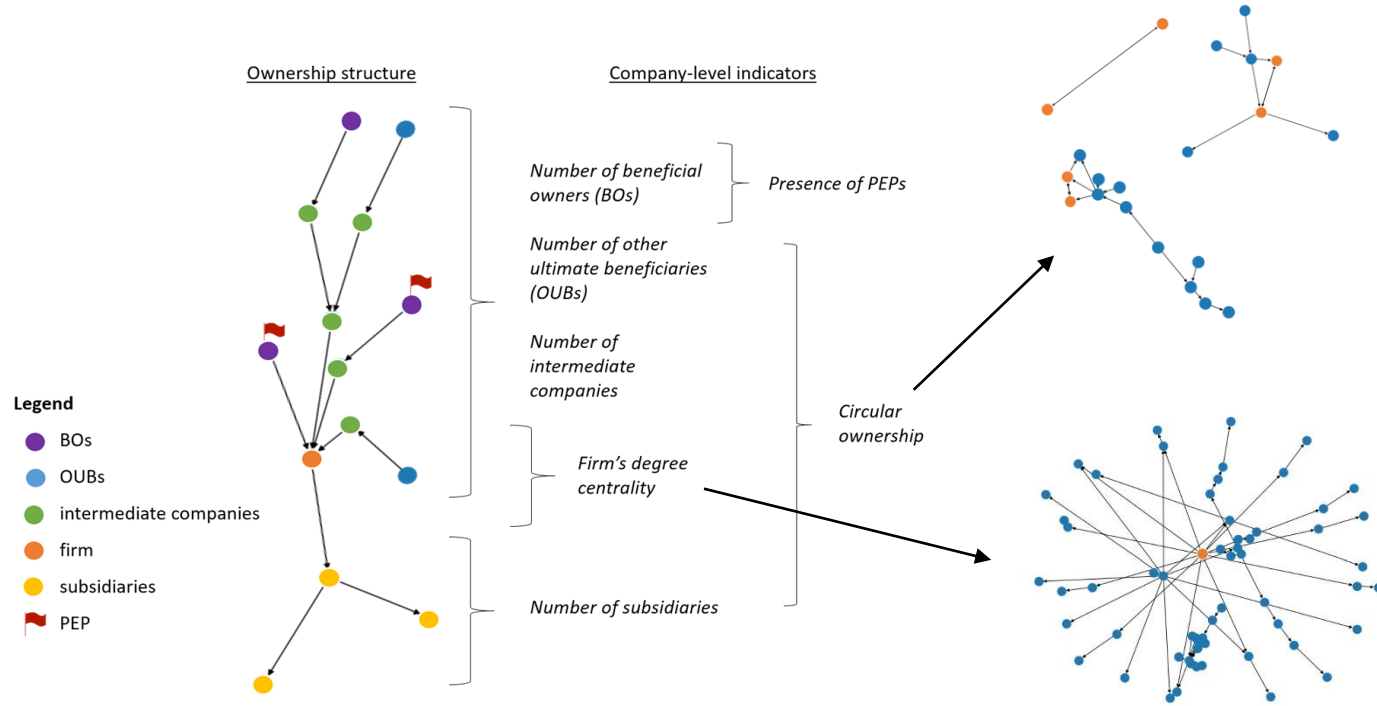 Ownership structure
Company-level indicators
Number of beneficial
owners (BOs)
Presence of PEPs
Number of other
ultimate beneficiaries
(OUBs)
Number of
intermediate
companies
Circular
ownership
Firm's degree
centrality
Number of subsidiaries
Legend
BOs
OUBs
intermediate companies
firm
subsidiaries
PEP